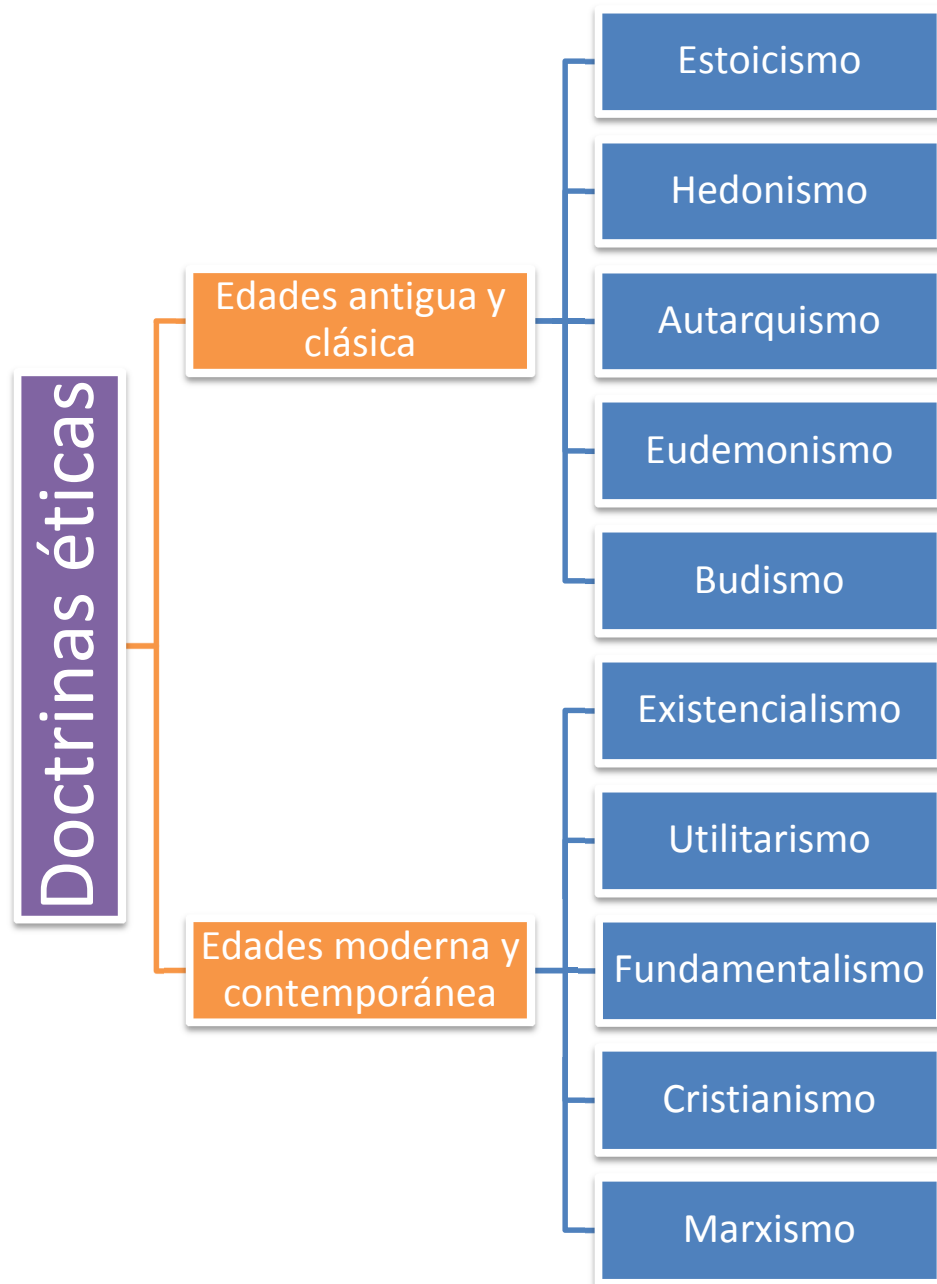 Doctrinas éticas
Edades antigua y
clásica
Estoicismo
Hedonismo
Autarquismo
Eudemonismo
Budismo
Edades moderna y
contemporánea
Existencialismo
Utilitarismo
Fundamentalismo
Cristianismo
Marxismo